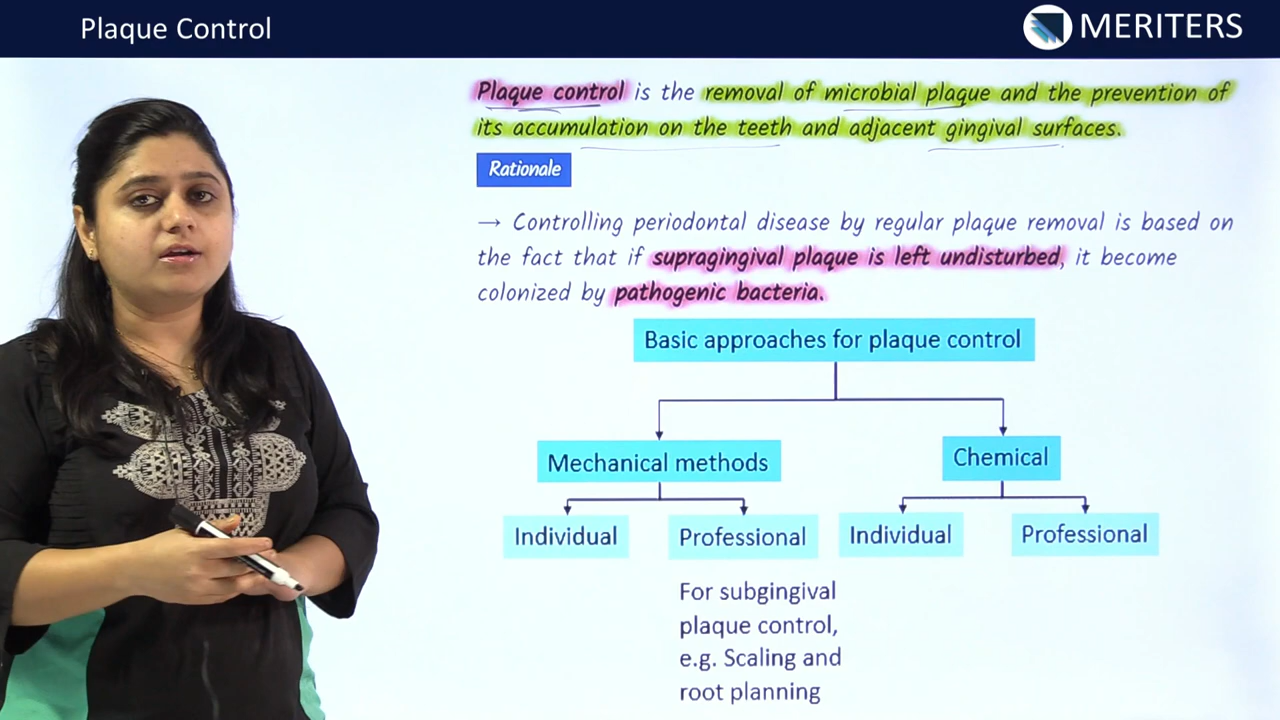 Plaque Control
MERITERS
Plaque control is the removal of microbial plaque and the prevention of
its accumulation on the teeth and adjacent gingival surfaces.
Rationale
→ Controlling periodontal disease by regular plaque removal is based on
the fact that if supragingival plaque is left undisturbed, it become
colonized by pathogenic bacteria.
Basic approaches for plaque control
Mechanical methods
Chemical
Individual
Professional
Individual
Professional
For subgingival
plaque control,
e.g. Scaling and
root planning